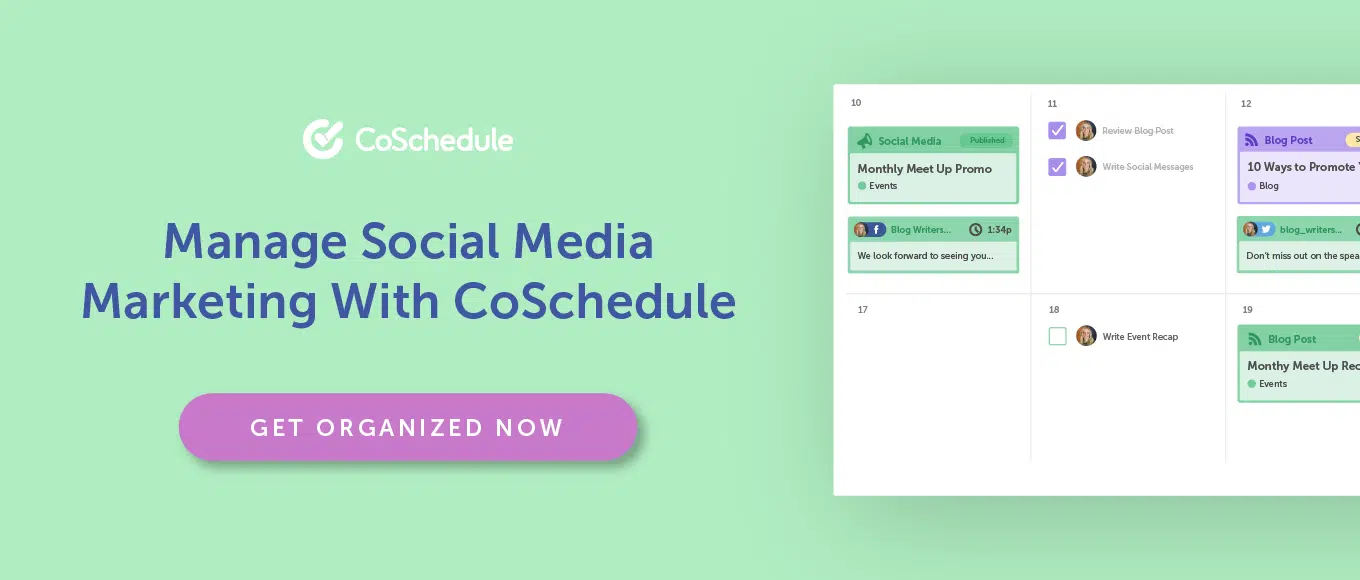 CoSchedule
Manage Social Media
Marketing With CoSchedule
GET ORGANIZED NOW
10
Social Media
Published
Monthly Meet Up Promo
Events
Blog Writers...
1:34p
We look forward to seeing you...
11
Review Blog Post
Write Social Messages
12
Blog Post
10 Ways to Promote
Blog
blog_writers...
Don't miss out on the
17
18
Write Event Recap
19
Blog Post
Monthy Meet Up
Events